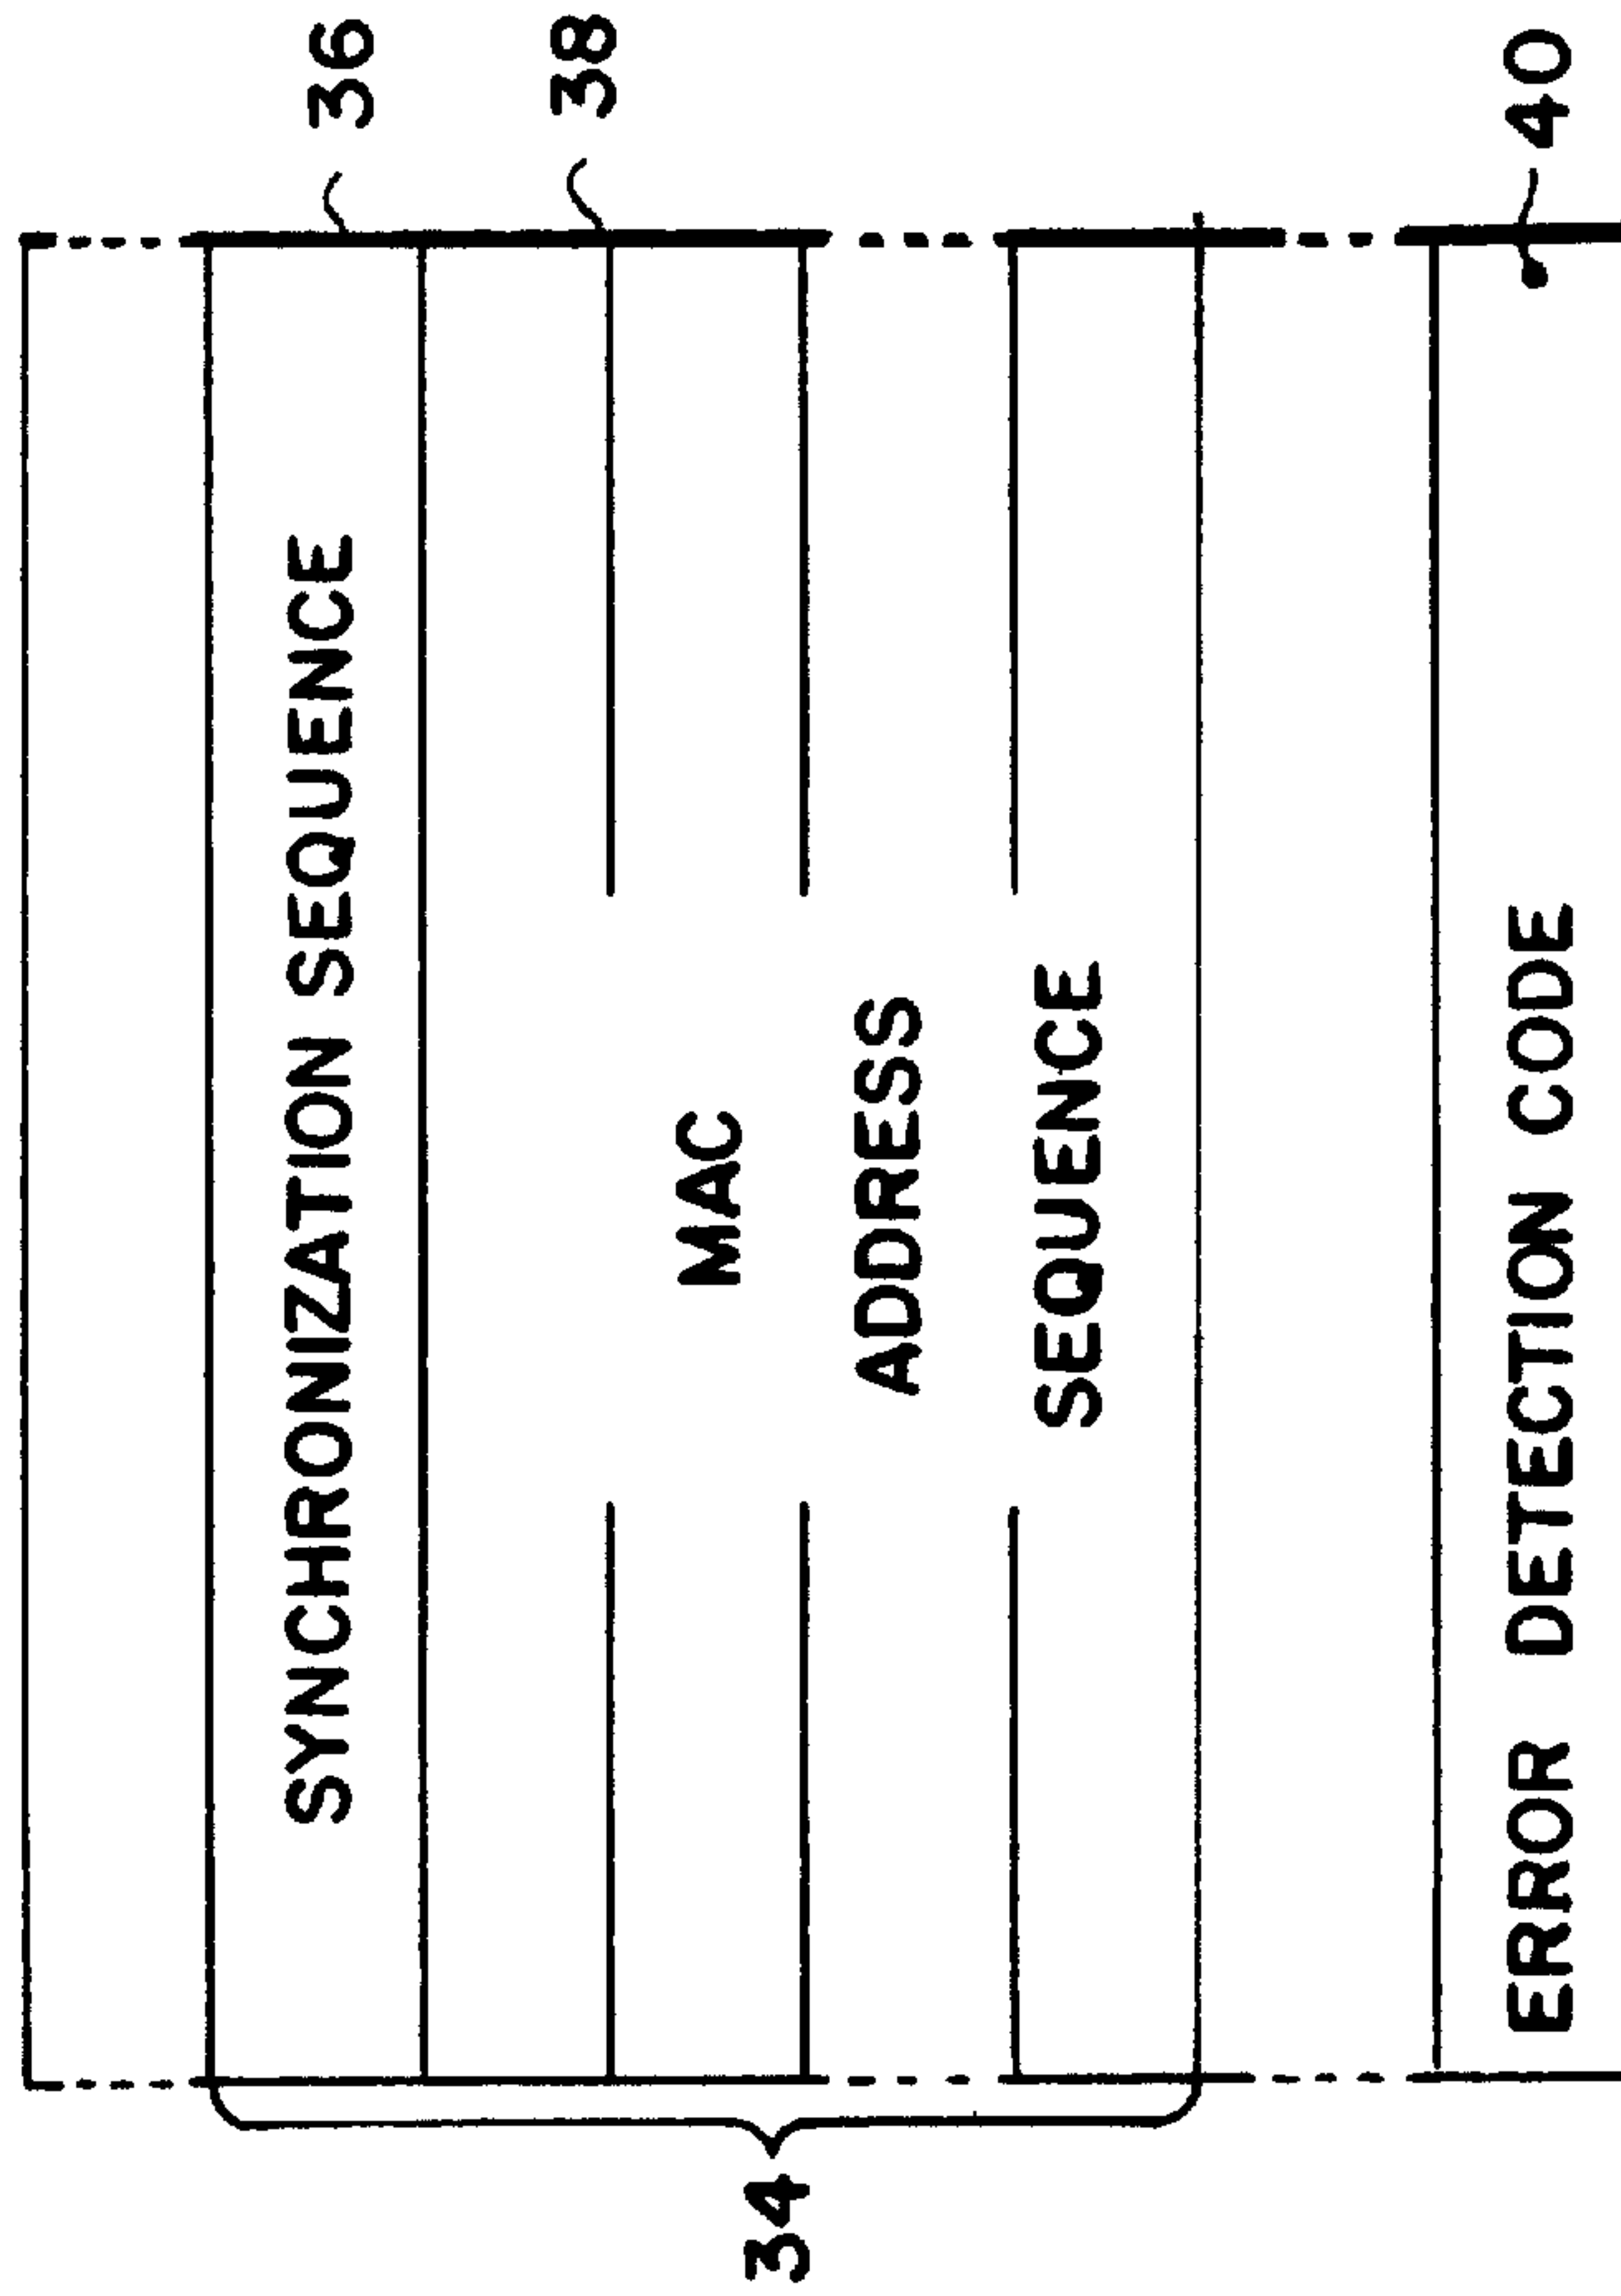 36
SYNCHRONIZATION SEQUENCE
38
MAC
ADDRESS
SEQUENCE
34
40
ERROR DETECTION CODE